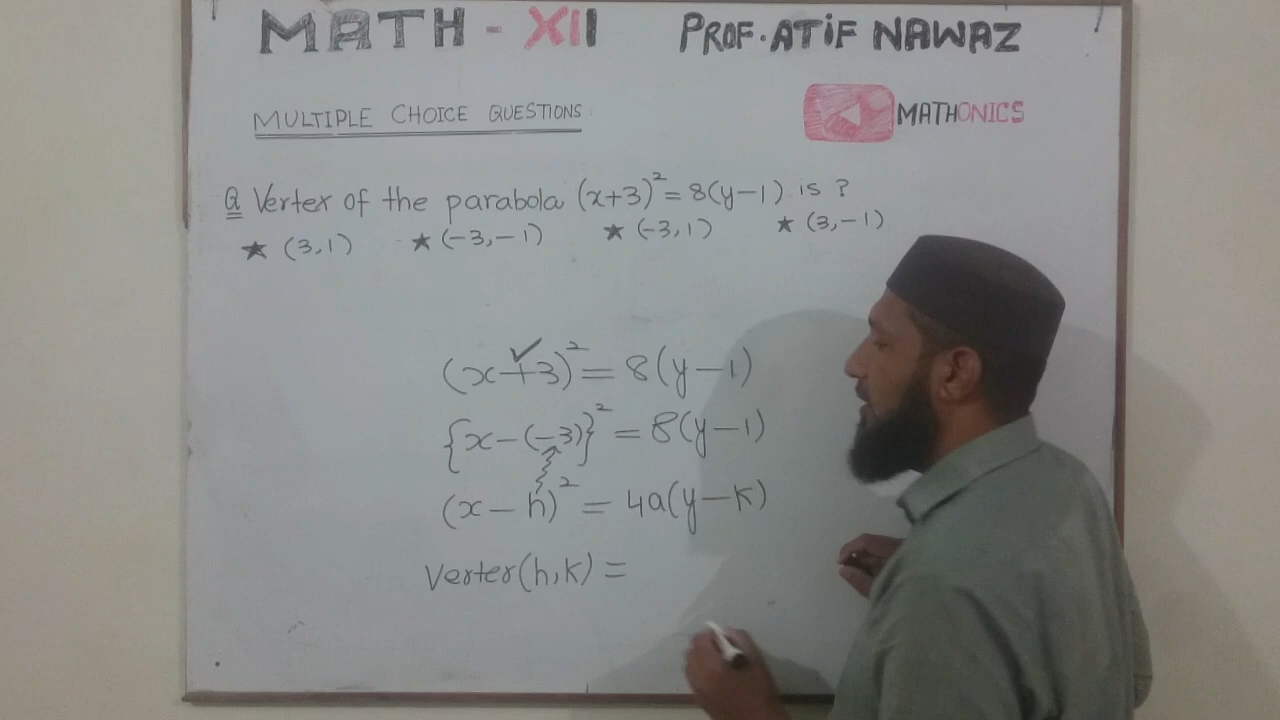 MATH - XII PROF. ATIF NAWAZ
MULTIPLE CHOICE QUESTIONS
MATHONICS
Q Vertex of the parabola (x+3)² = 8(y-1) is ?
★ (3,1) ★ (-3,-1) ★ (-3,1) ★ (3,-1)
(x+3)² = 8(y-1)
{x-(-3)}² = 8(y-1)
(x-h)² = 4a(y-k)
Verter(h,k) =